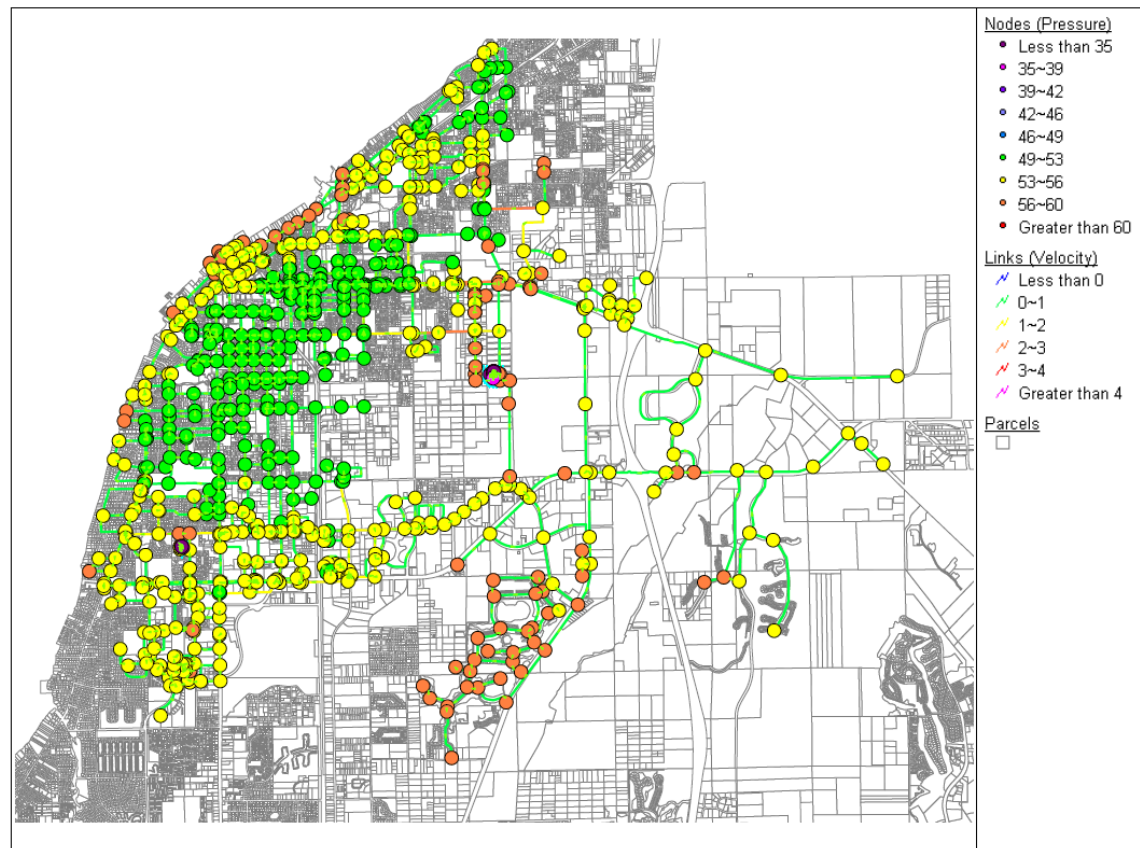 Nodes (Pressure)
Less than 35
35~39
39~42
42~46
46~49
49~53
53~56
56~60
Greater than 60
Links (Velocity)
Less than 0
0~1
1~2
2~3
3~4
Greater than 4
Parcels